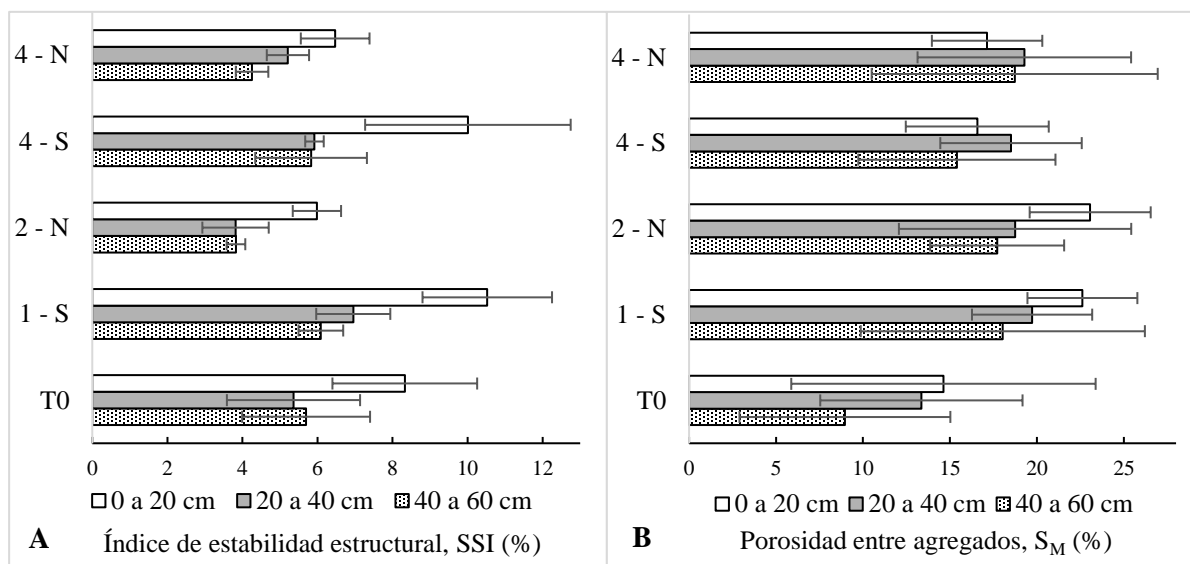 4 - N
4 - S
2 - N
1 - S
T0
0 2 4 6 8 10 12
0 a 20 cm 20 a 40 cm 40 a 60 cm
A Índice de estabilidad estructural, SSI (%)
4 - N
4 - S
2 - N
1 - S
T0
0 5 10 15 20 25
0 a 20 cm 20 a 40 cm 40 a 60 cm
B Porosidad entre agregados, S_M (%)